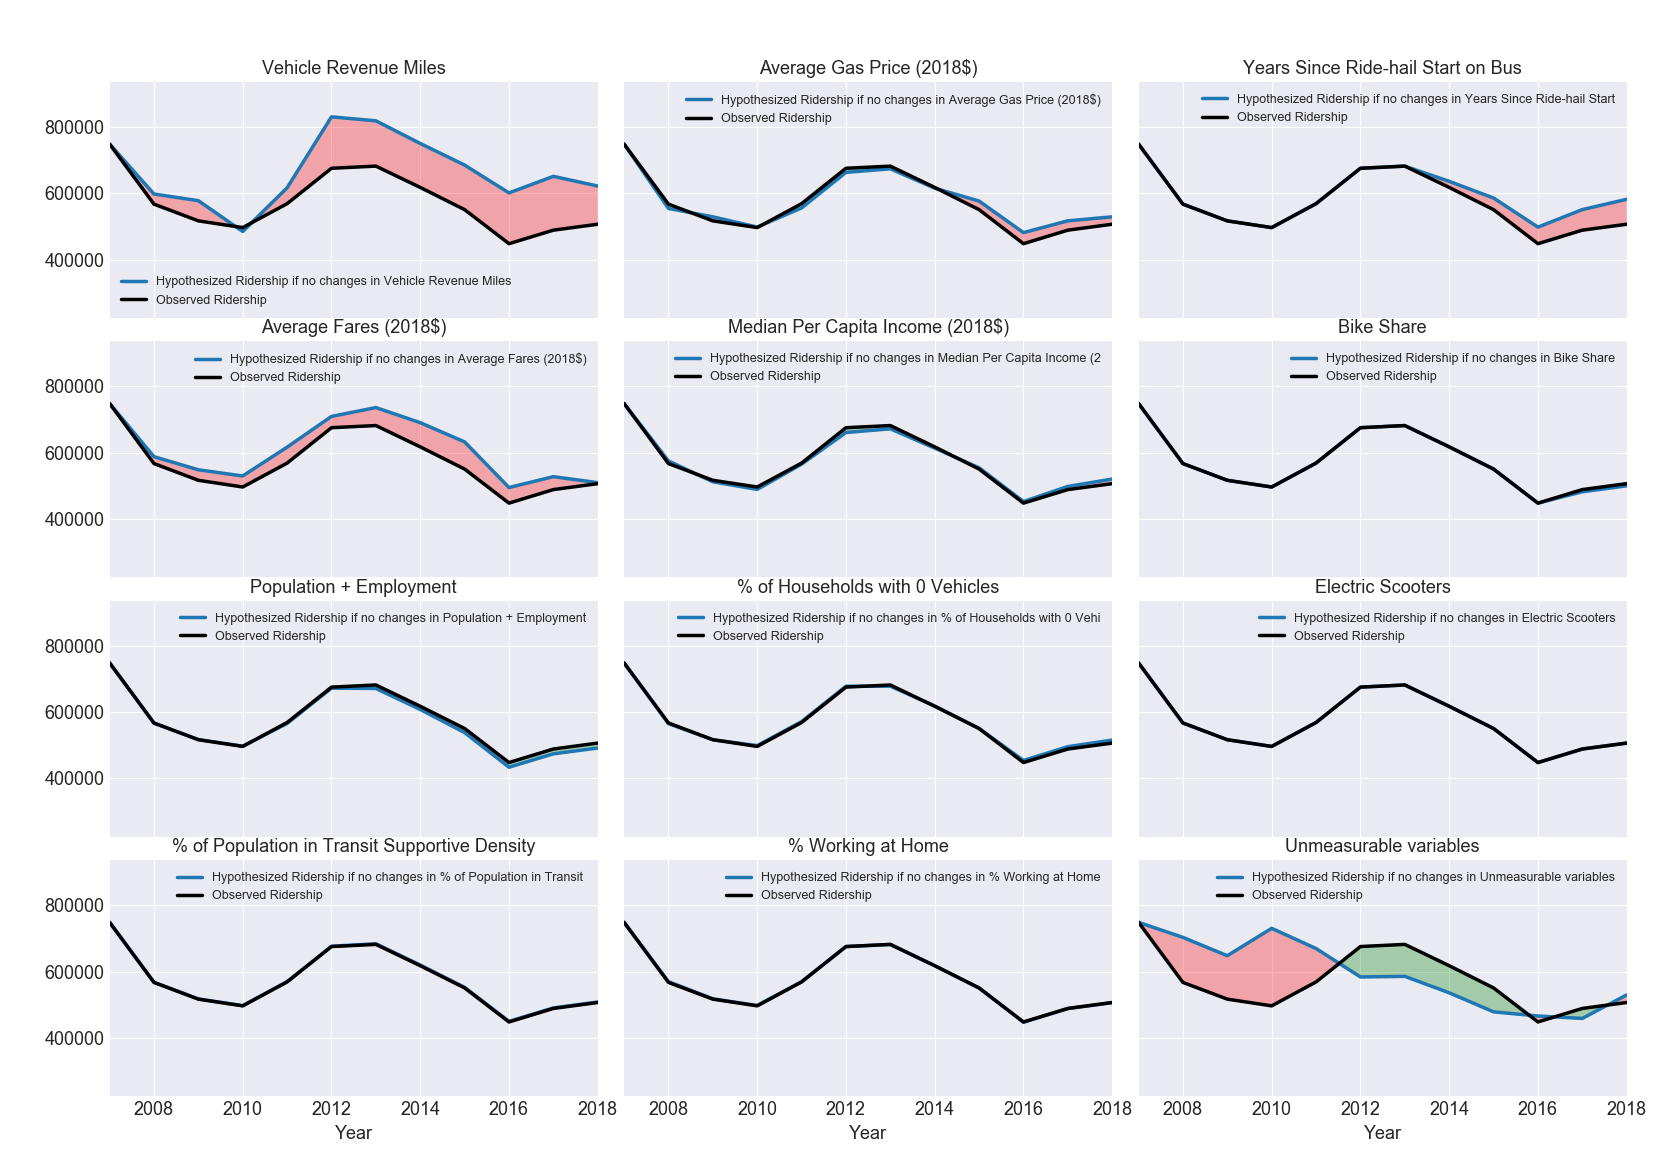 Vehicle Revenue Miles
800000
600000
400000
Hypothesized Ridership if no changes in Vehicle Revenue Miles
Observed Ridership
Average Gas Price (2018$)
Hypothesized Ridership if no changes in Average Gas Price (2018$)
Observed Ridership
Years Since Ride-hail Start on Bus
Hypothesized Ridership if no changes in Years Since Ride-hail Start
Observed Ridership
Average Fares (2018$)
800000
600000
400000
Hypothesized Ridership if no changes in Average Fares (2018$)
Observed Ridership
Median Per Capita Income (2018$)
Hypothesized Ridership if no changes in Median Per Capita Income (2
Observed Ridership
Bike Share
Hypothesized Ridership if no changes in Bike Share
Observed Ridership
Population + Employment
800000
600000
400000
Hypothesized Ridership if no changes in Population + Employment
Observed Ridership
% of Households with 0 Vehicles
Hypothesized Ridership if no changes in % of Households with 0 Vehi
Observed Ridership
Electric Scooters
Hypothesized Ridership if no changes in Electric Scooters
Observed Ridership
% of Population in Transit Supportive Density
800000
600000
400000
Hypothesized Ridership if no changes in % of Population in Transit
Observed Ridership
2008 2010 2012 2014 2016 2018
Year
% Working at Home
Hypothesized Ridership if no changes in % Working at Home
Observed Ridership
2008 2010 2012 2014 2016 2018
Year
Unmeasurable variables
Hypothesized Ridership if no changes in Unmeasurable variables
Observed Ridership
2008 2010 2012 2014 2016 2018
Year